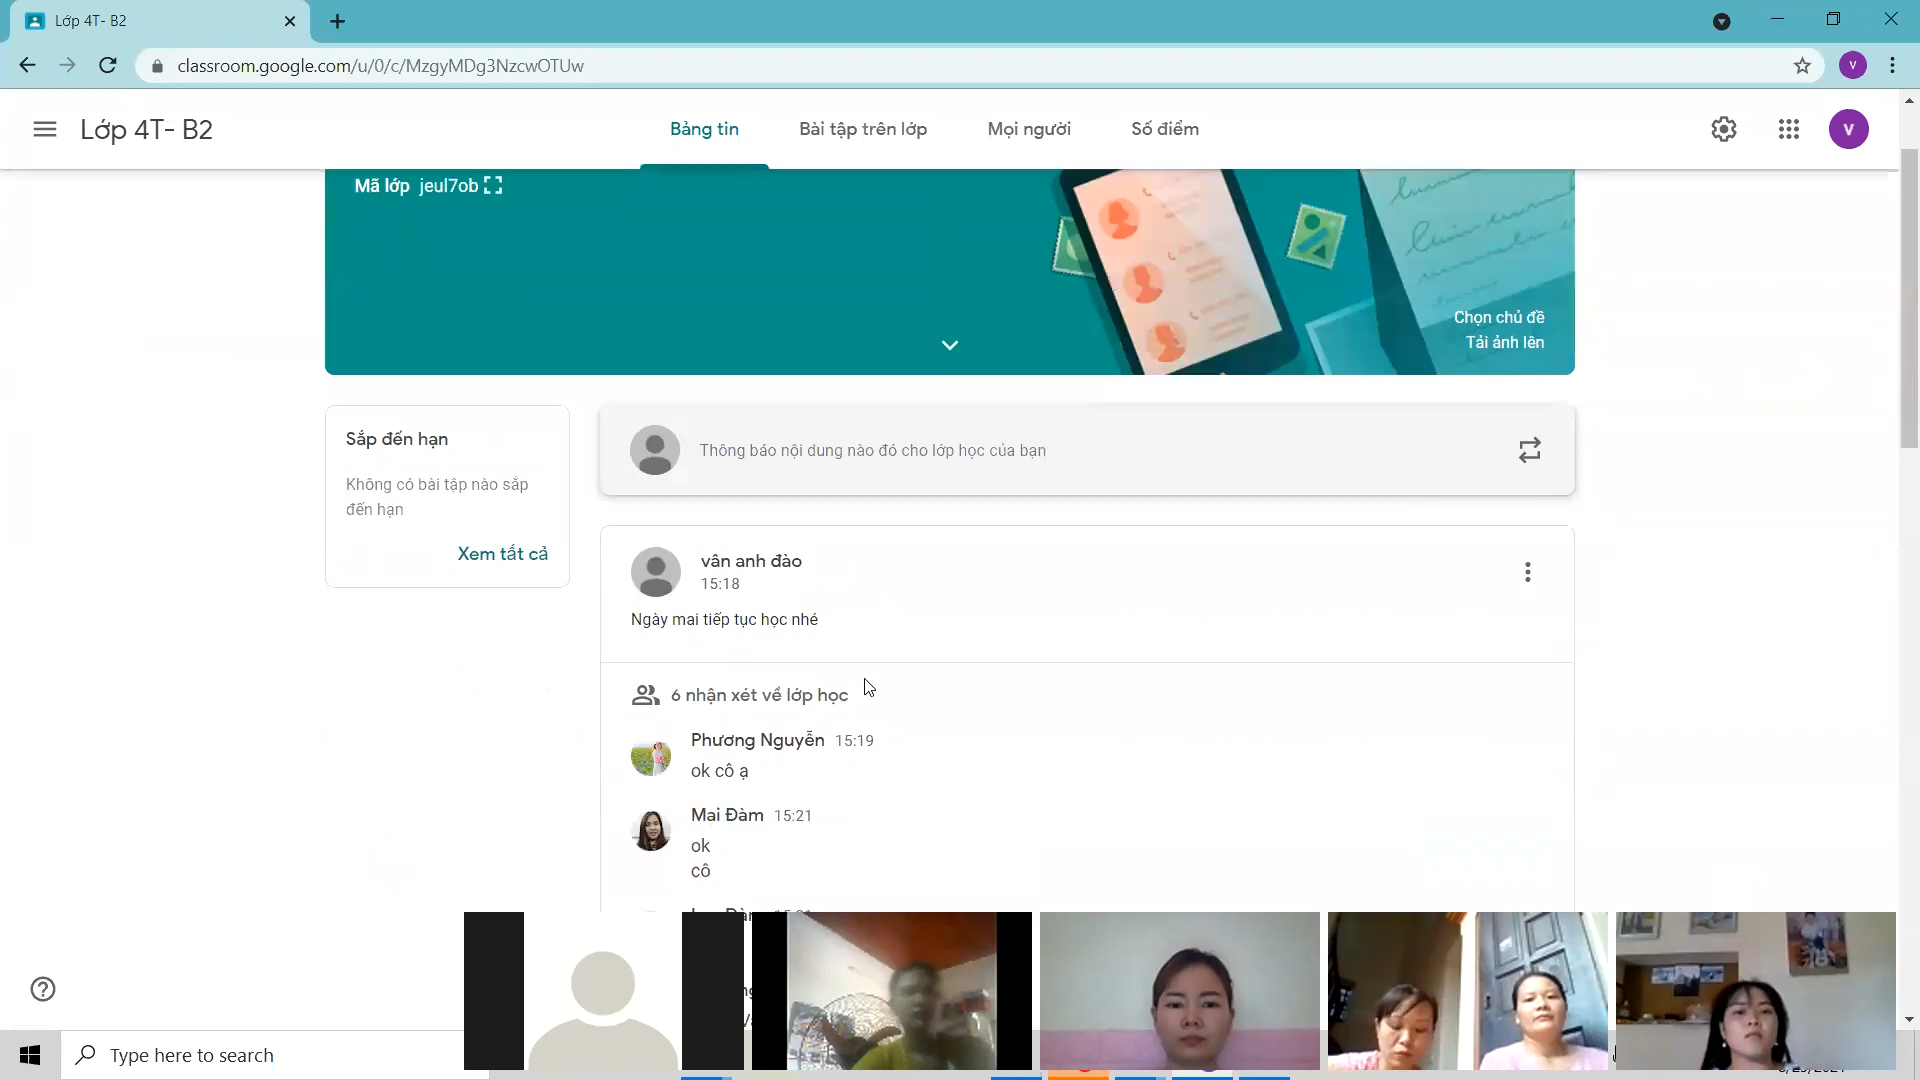 Lớp 4T- B2
classroom.google.com/u/0/c/MzgyMDg3NzcwOTUw
V
Lớp 4T- B2
Bảng tin
Bài tập trên lớp
Mọi người
Số điểm
V
Mã lớp jeul7ob
Chọn chủ đề
Tải ảnh lên
Sắp đến hạn
Không có bài tập nào sắp
đến hạn
Xem tất cả
Thông báo nội dung nào đó cho lớp học của bạn
vân anh đào
15:18
Ngày mai tiếp tục học nhé
6 nhận xét về lớp học
Phương Nguyễn 15:19
ok cô ạ
Mai Đàm 15:21
ok
cô
Type here to search